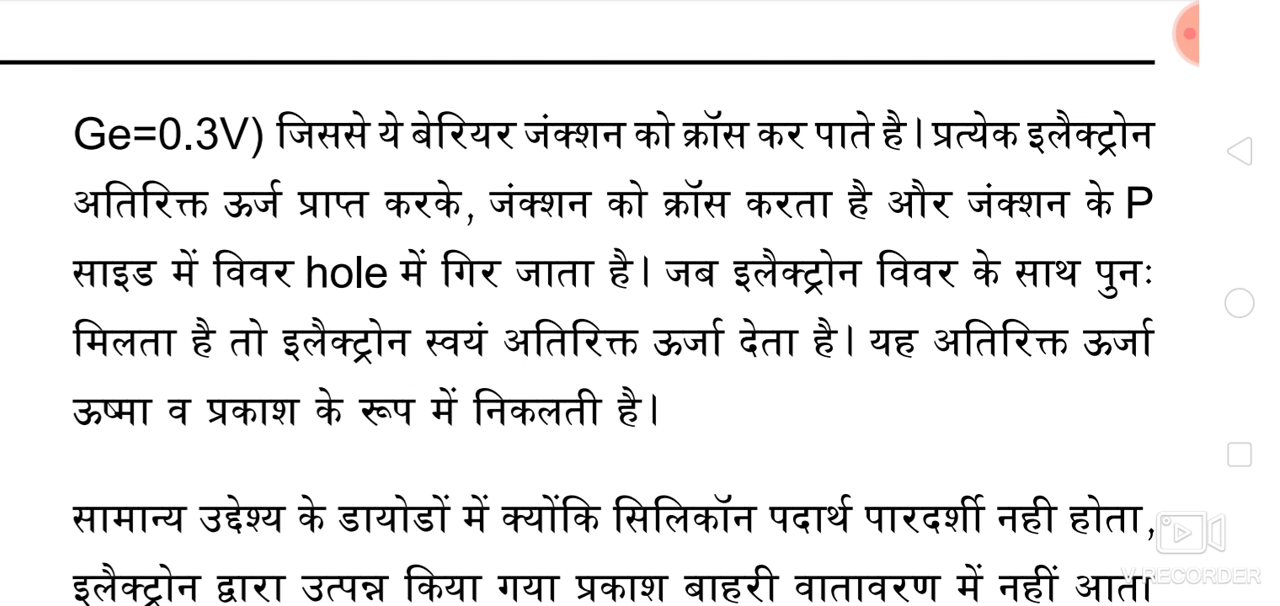 Ge=0.3V) जिससे ये बेरियर जंक्शन को क्रॉस कर पाते है। प्रत्येक इलैक्ट्रोन
अतिरिक्त ऊर्ज प्राप्त करके, जंक्शन को क्रॉस करता है और जंक्शन के P
साइड में विवर hole में गिर जाता है। जब इलैक्ट्रोन विवर के साथ पुनः
मिलता है तो इलैक्ट्रोन स्वयं अतिरिक्त ऊर्जा देता है। यह अतिरिक्त ऊर्जा
ऊष्मा व प्रकाश के रूप में निकलती है।
सामान्य उद्देश्य के डायोडों में क्योंकि सिलिकॉन पदार्थ पारदर्शी नही होता,
इलैक्ट्रोन द्वारा उत्पन्न किया गया प्रकाश बाहरी वातावरण में नहीं आता
V RECORDER